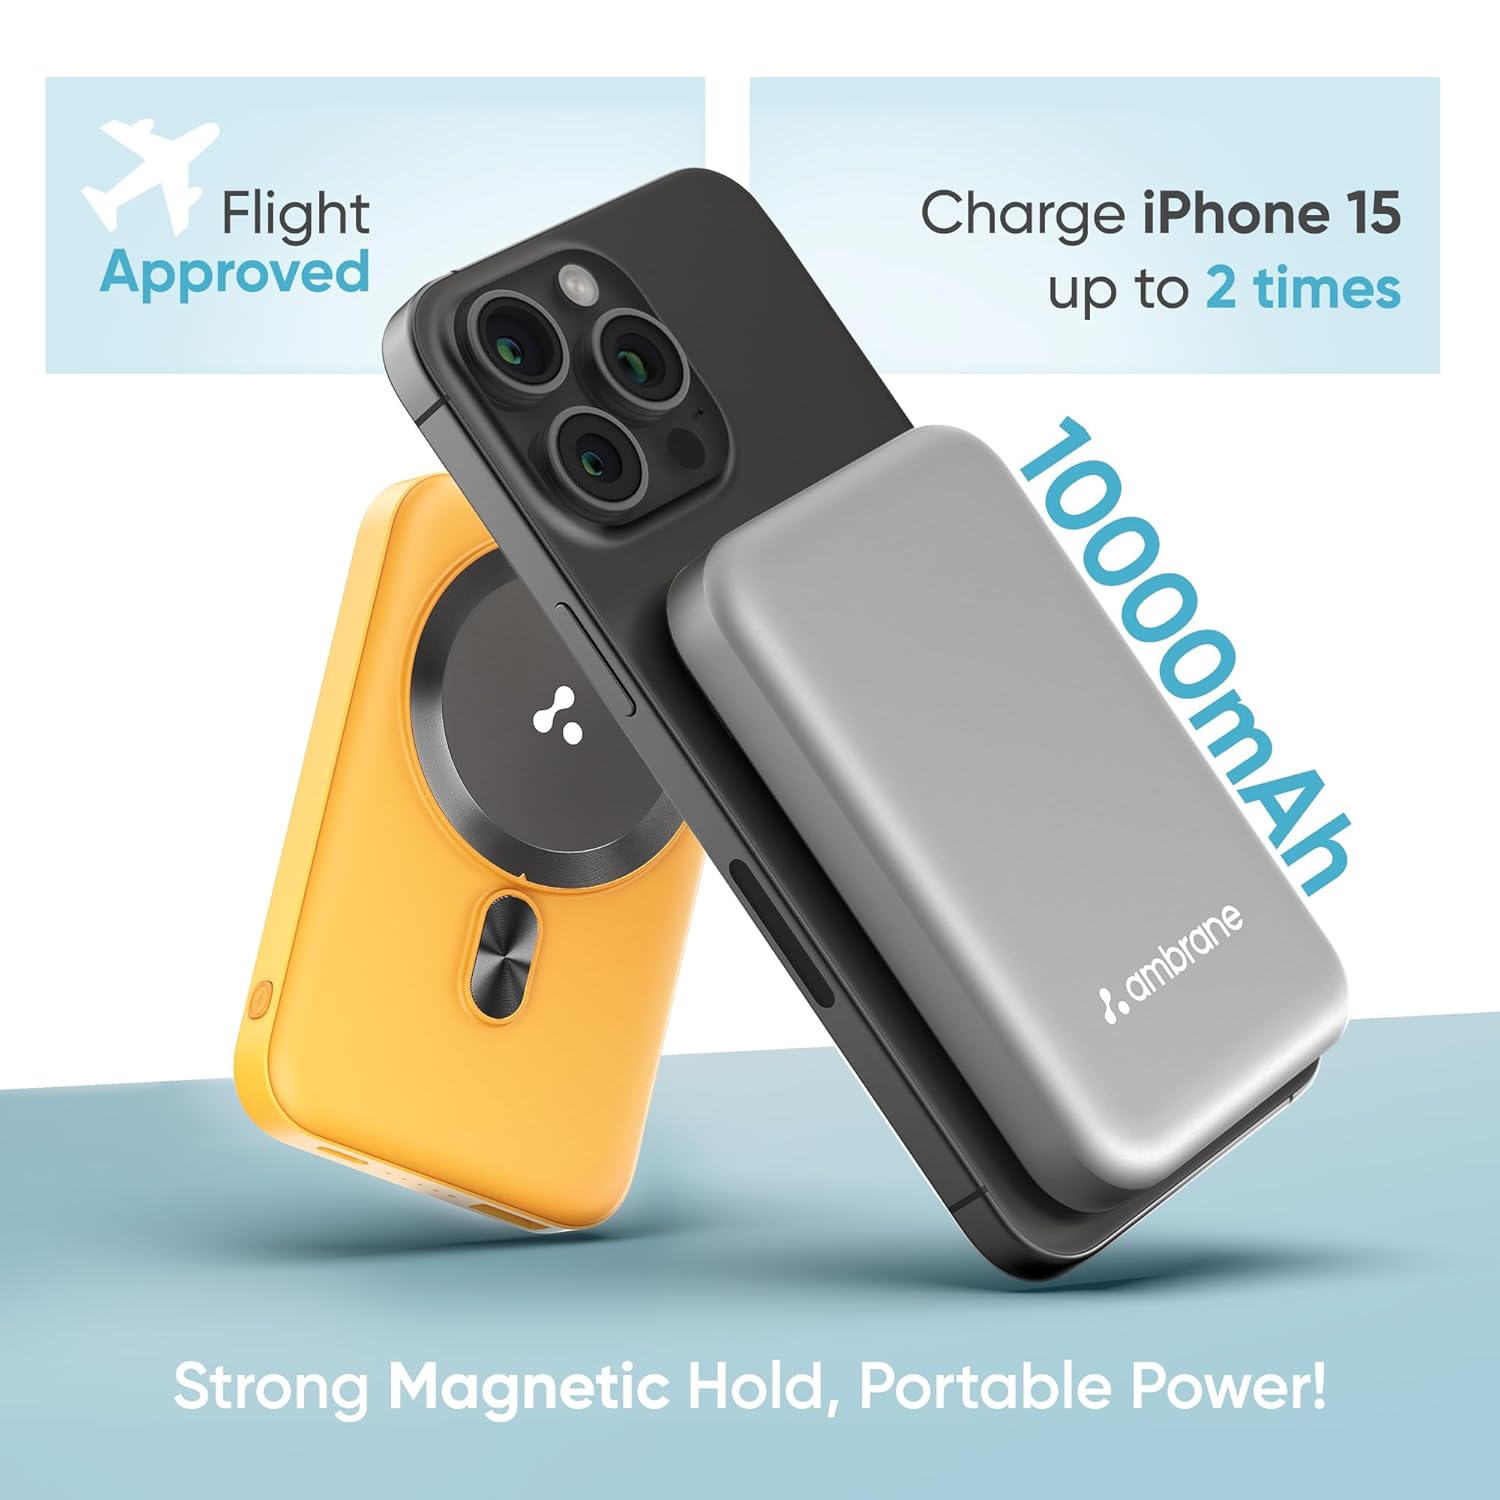 Flight
Approved
Charge iPhone 15
up to 2 times
10000mAh
ambrane
Strong Magnetic Hold, Portable Power!